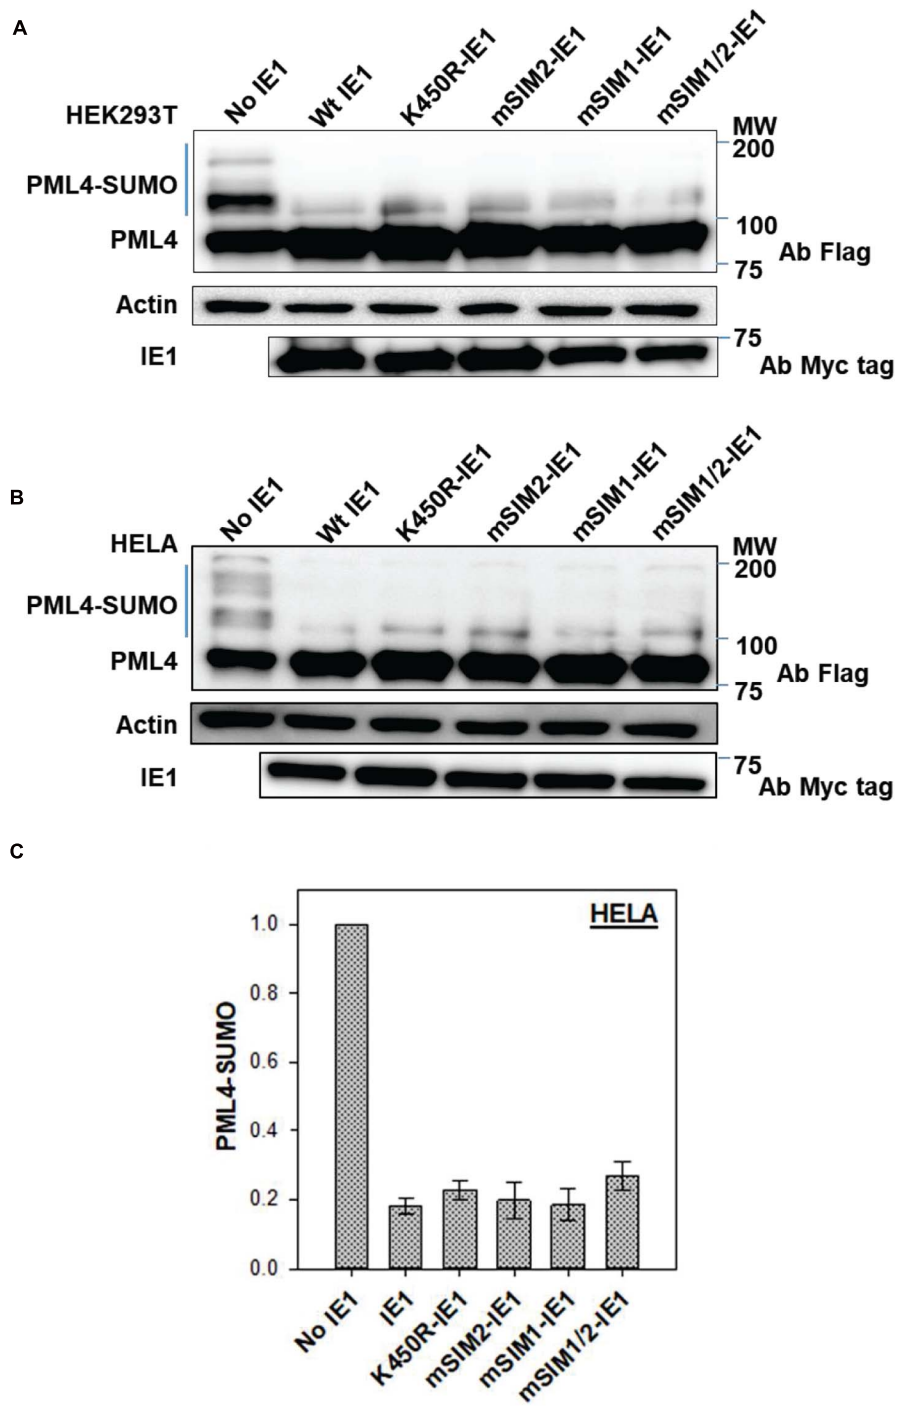 A
No IE1
Wt IE1
K450R-IE1
mSIM2-IE1
mSIM1-IE1
mSIM1/2-IE1
HEK293T
MW
200
PML4-SUMO
100
PML4
Ab Flag
75
Actin
75
IE1
Ab Myc tag
B
No IE1
Wt IE1
K450R-IE1
mSIM2-IE1
mSIM1-IE1
mSIM1/2-IE1
HELA
MW
200
PML4-SUMO
100
PML4
Ab Flag
75
Actin
75
IE1
Ab Myc tag
C
HELA
PML4-SUMO
1.0
0.8
0.6
0.4
0.2
0.0
No IE1
IE1
K450R-IE1
mSIM2-IE1
mSIM1-IE1
mSIM1/2-IE1